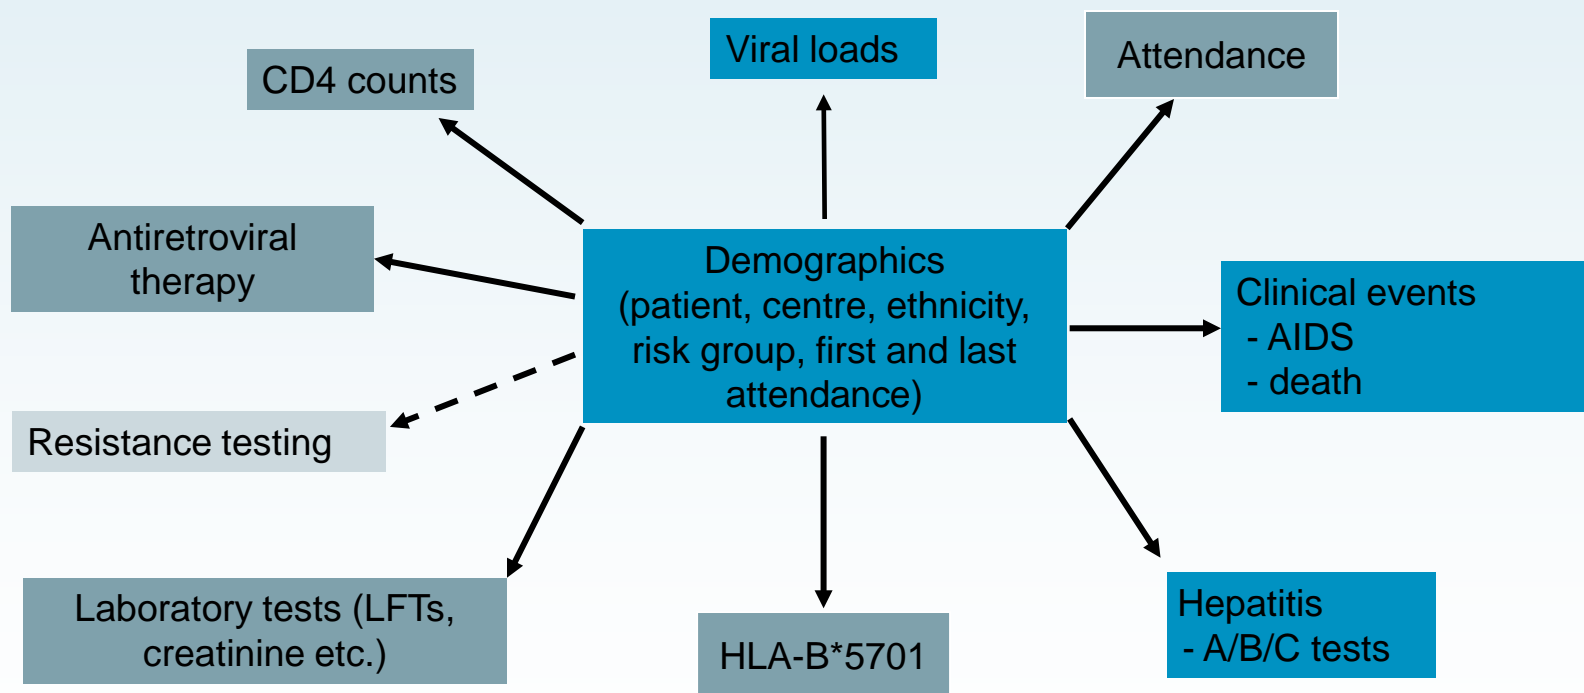 Viral loads
Attendance
CD4 counts
Antiretroviral
therapy
Demographics
(patient, centre, ethnicity,
risk group, first and last
attendance)
Clinical events
- AIDS
- death
Resistance testing
Laboratory tests (LFTs,
creatinine etc.)
HLA-B*5701
Hepatitis
- A/B/C tests